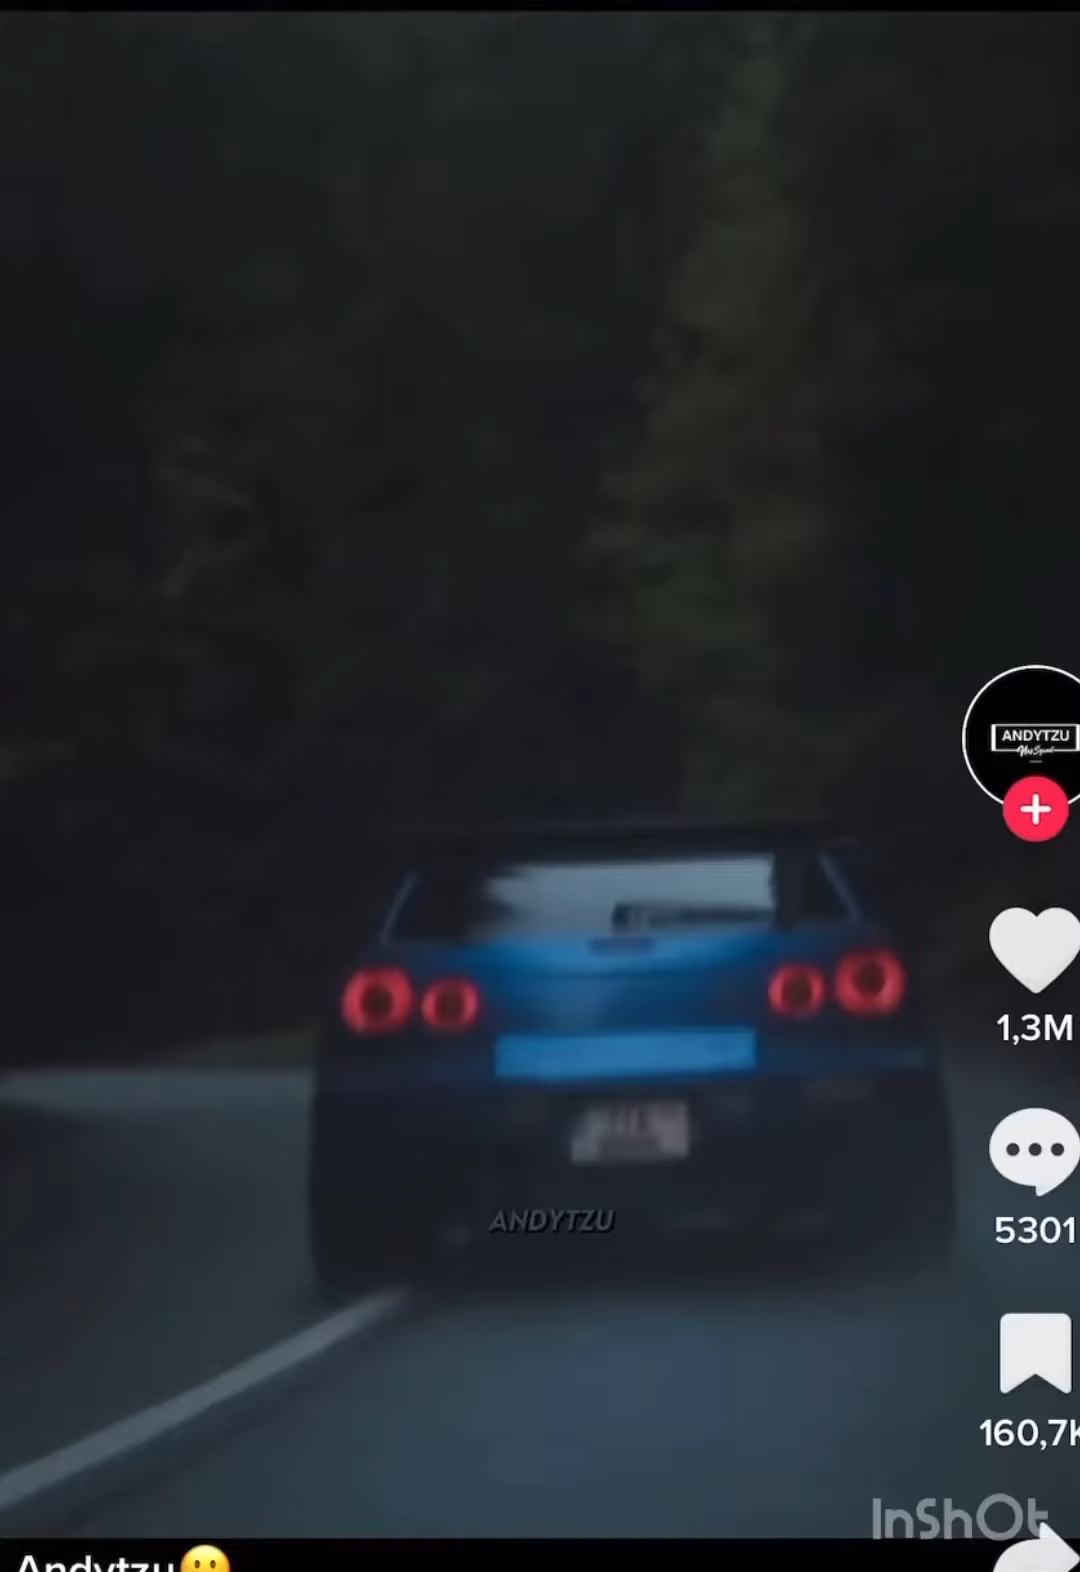 ANDYTZU
1,3M
5301
ANDYTZU
160,7K
InShOt
Andytzu🙂